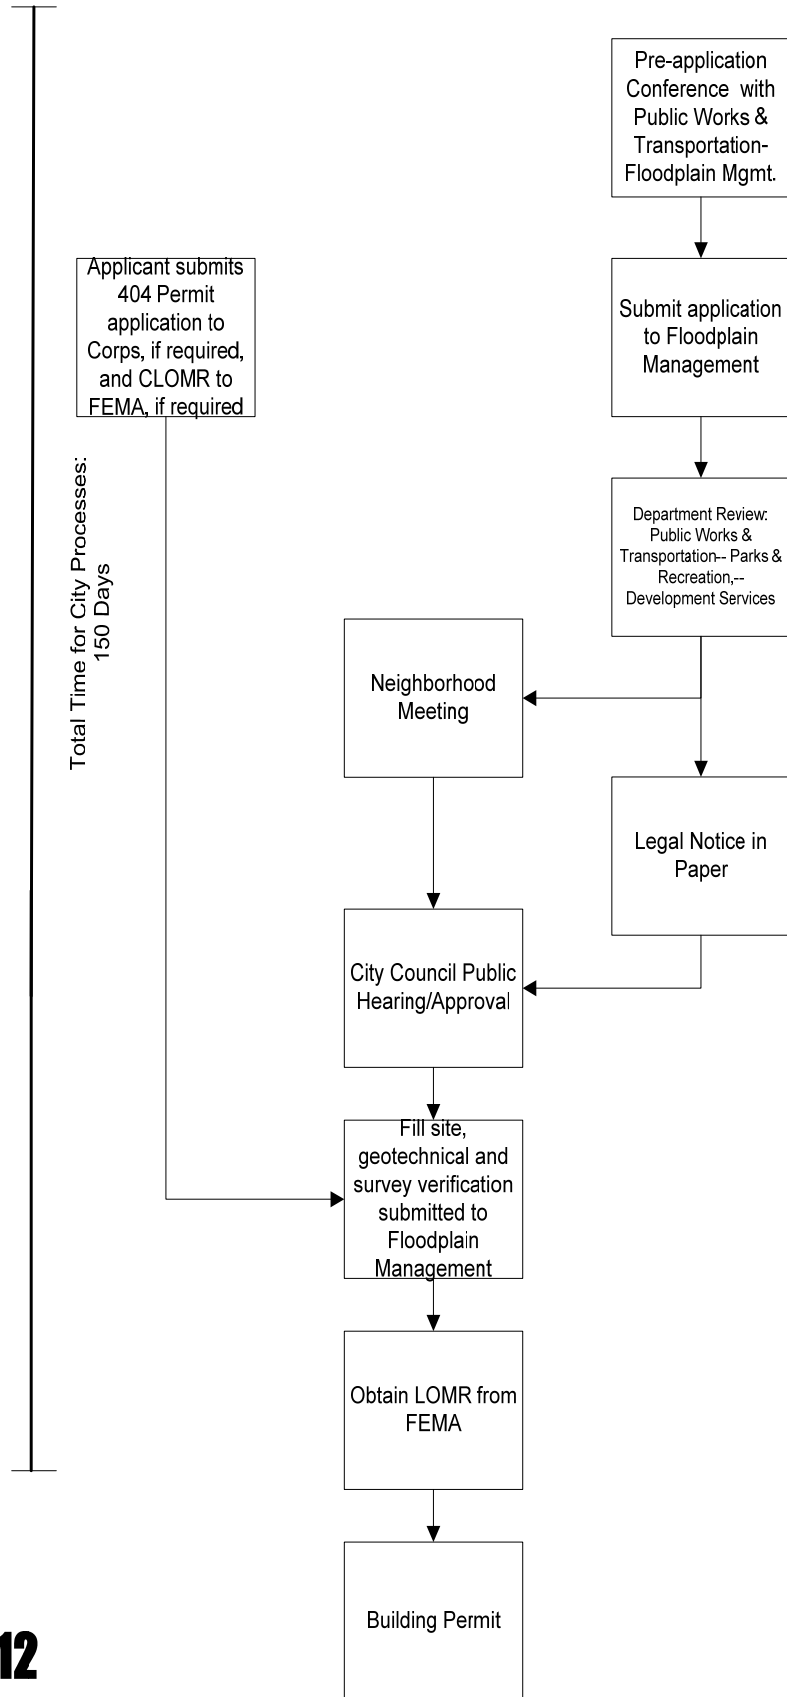 Pre-application
Conference with
Public Works &
Transportation-
Floodplain Mgmt.
Applicant submits
404 Permit
application to
Corps, if required,
and CLOMR to
FEMA, if required
Submit application
to Floodplain
Management
Total Time for City Processes:
150 Days
Department Review:
Public Works &
Transportation-- Parks &
Recreation,--
Development Services
Neighborhood
Meeting
Legal Notice in
Paper
City Council Public
Hearing/Approval
Fill site,
geotechnical and
survey verification
submitted to
Floodplain
Management
Obtain LOMR from
FEMA
Building Permit
12